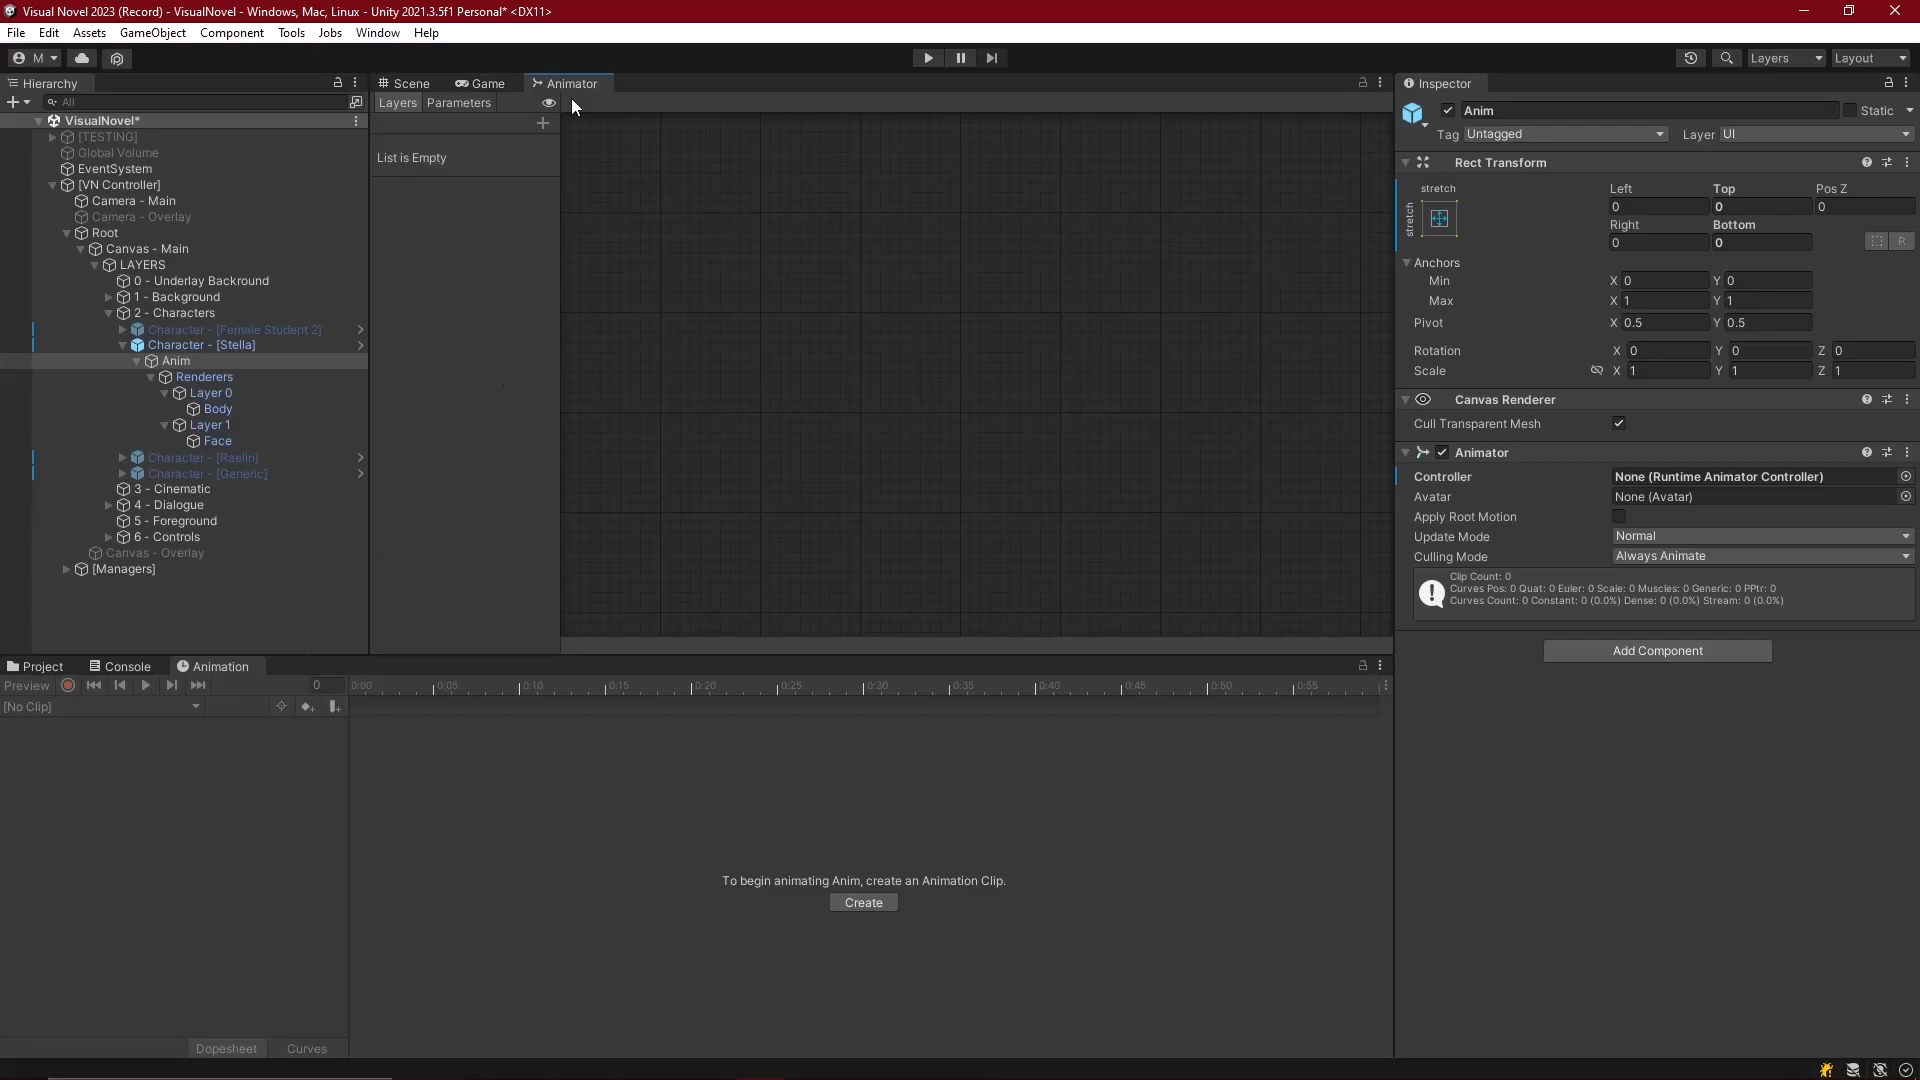 Visual Novel 2023 (Record) - VisualNovel - Windows, Mac, Linux - Unity 2021.3.5f1 Personal* <DX11>
File Edit Assets GameObject Component Tools Jobs Window Help
M Layers Layout
Hierarchy
All
VisualNovel*
[TESTING]
Global Volume
EventSystem
[VN Controller]
Camera - Main
Camera - Overlay
Root
Canvas - Main
LAYERS
0 - Underlay Backround
1 - Background
2 - Characters
Character - [Female Student 2]
Character - [Stella]
Anim
Renderers
Layer 0
Body
Layer 1
Face
Character - [Raelin]
Character - [Generic]
3 - Cinematic
4 - Dialogue
5 - Foreground
6 - Controls
Canvas - Overlay
[Managers]
Scene Game Animator
Layers Parameters
List is Empty
Inspector
Anim Static
Tag Untagged Layer UI
Rect Transform
stretch
stretch
Left Top Pos Z
0 0 0
Right Bottom
0 0 R
Anchors
Min X 0 Y 0
Max X 1 Y 1
Pivot X 0.5 Y 0.5
Rotation X 0 Y 0 Z 0
Scale X 1 Y 1 Z 1
Canvas Renderer
Cull Transparent Mesh
Animator
Controller None (Runtime Animator Controller)
Avatar None (Avatar)
Apply Root Motion
Update Mode Normal
Culling Mode Always Animate
Clip Count: 0
Curves Pos: 0 Quat: 0 Euler: 0 Scale: 0 Muscles: 0 Generic: 0 PPtr: 0
Curves Count: 0 Constant: 0 (0.0%) Dense: 0 (0.0%) Stream: 0 (0.0%)
Add Component
Project Console Animation
Preview 0 0:00 0:05 0:10 0:15 0:20 0:25 0:30 0:35 0:40 0:45 0:50 0:55
[No Clip]
To begin animating Anim, create an Animation Clip.
Create
Dopesheet Curves